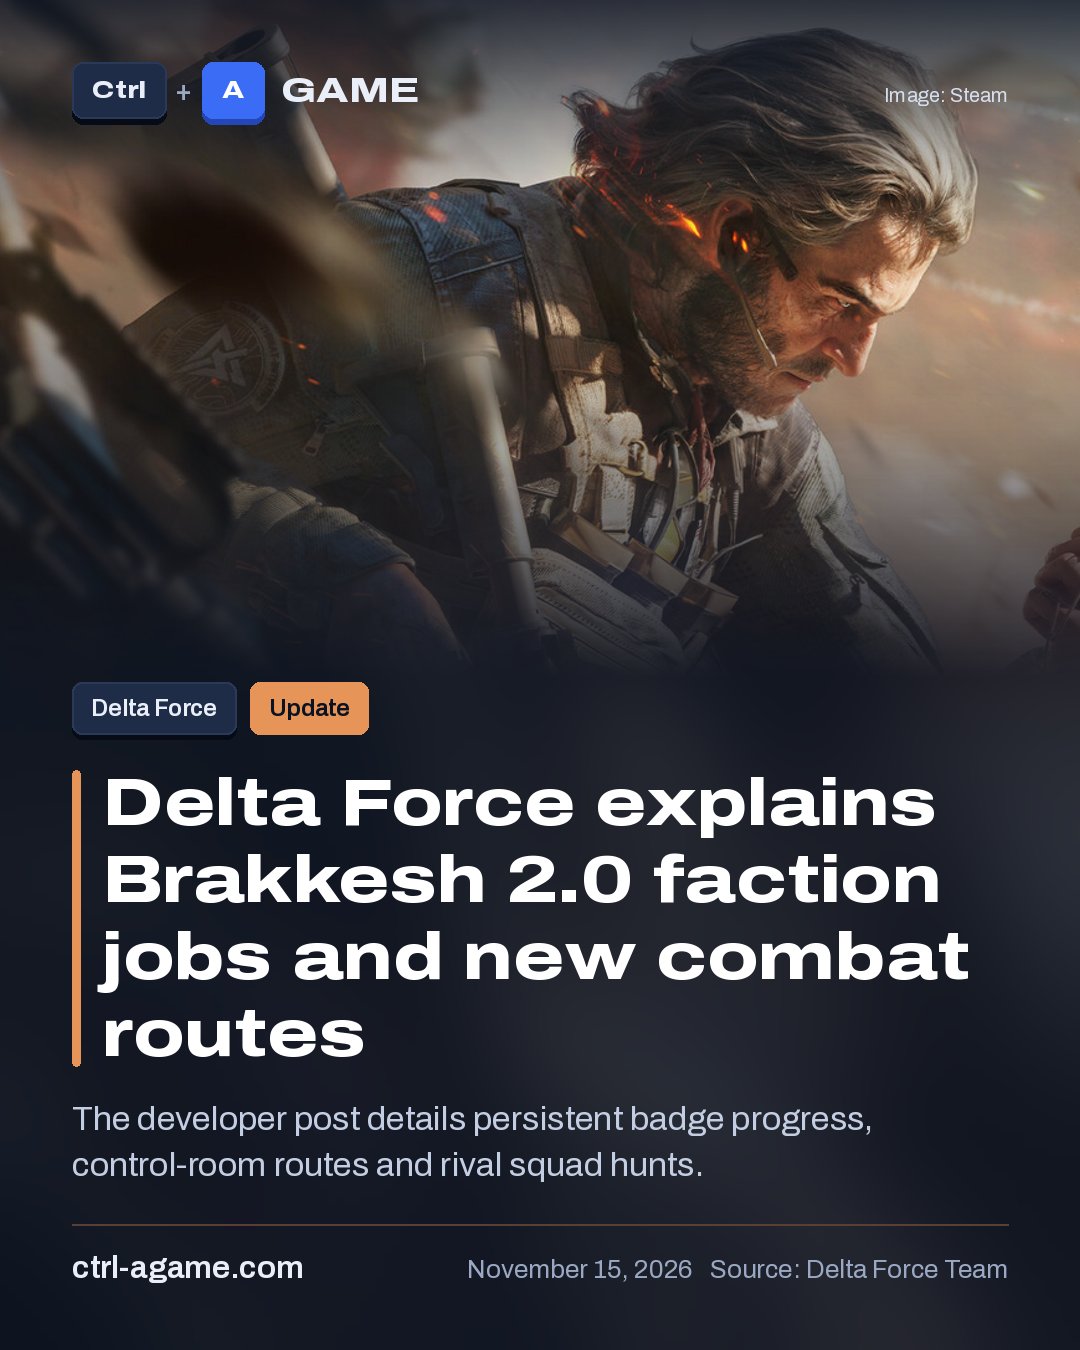 Ctrl + A GAME
Image: Steam
Delta Force
Update
Delta Force explains
Brakkesh 2.0 faction
jobs and new combat
routes
The developer post details persistent badge progress,
control-room routes and rival squad hunts.
ctrl-agame.com
November 15, 2026 Source: Delta Force Team